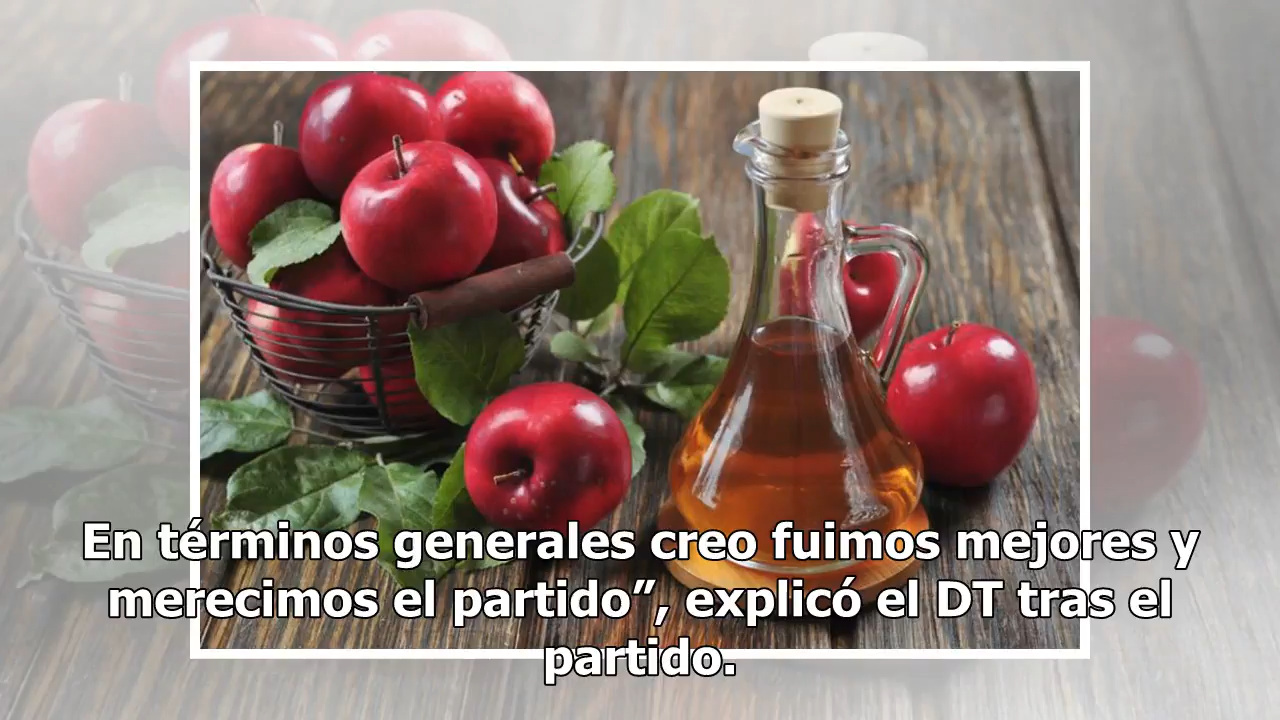 En términos generales creo fuimos mejores y
merecimos el partido”, explicó el DT tras el
partido.